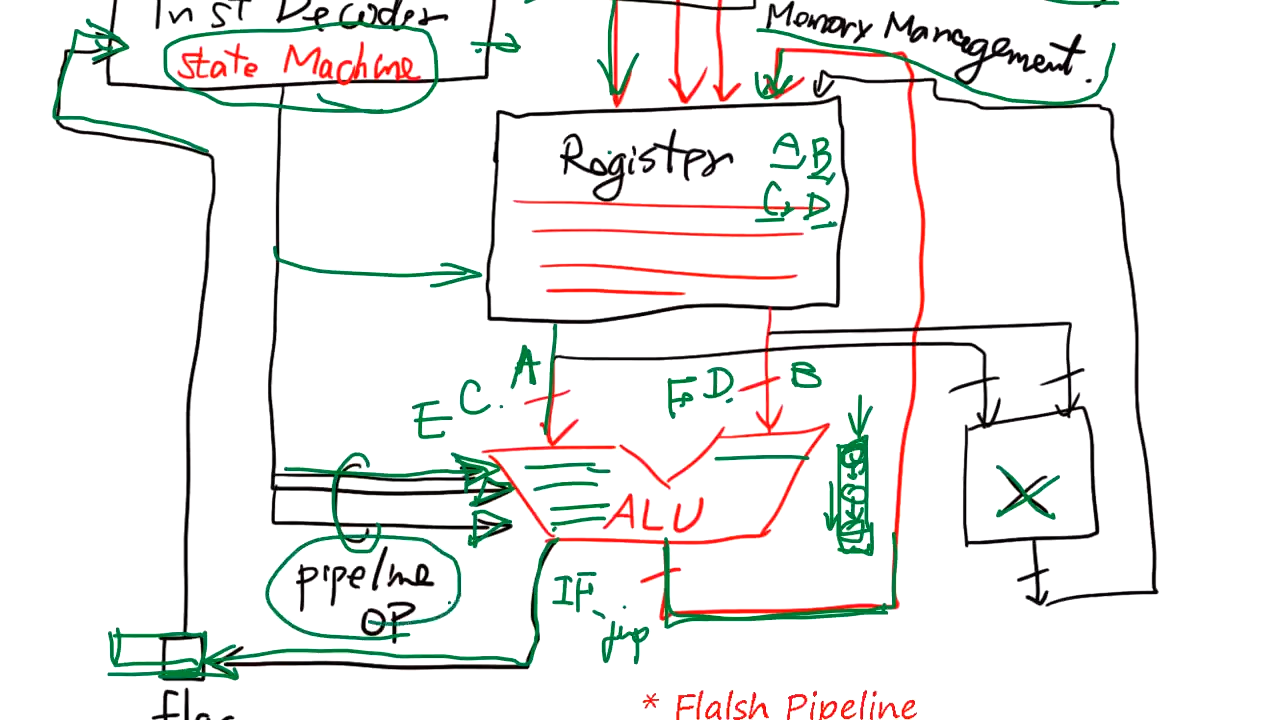 Inst Decoder
State Machine
Memory Management.
Register
A B
C D
A
B
E C.
F D.
ALU
X
pipeline
OP
IF
jmp
* Flalsh Pipeline